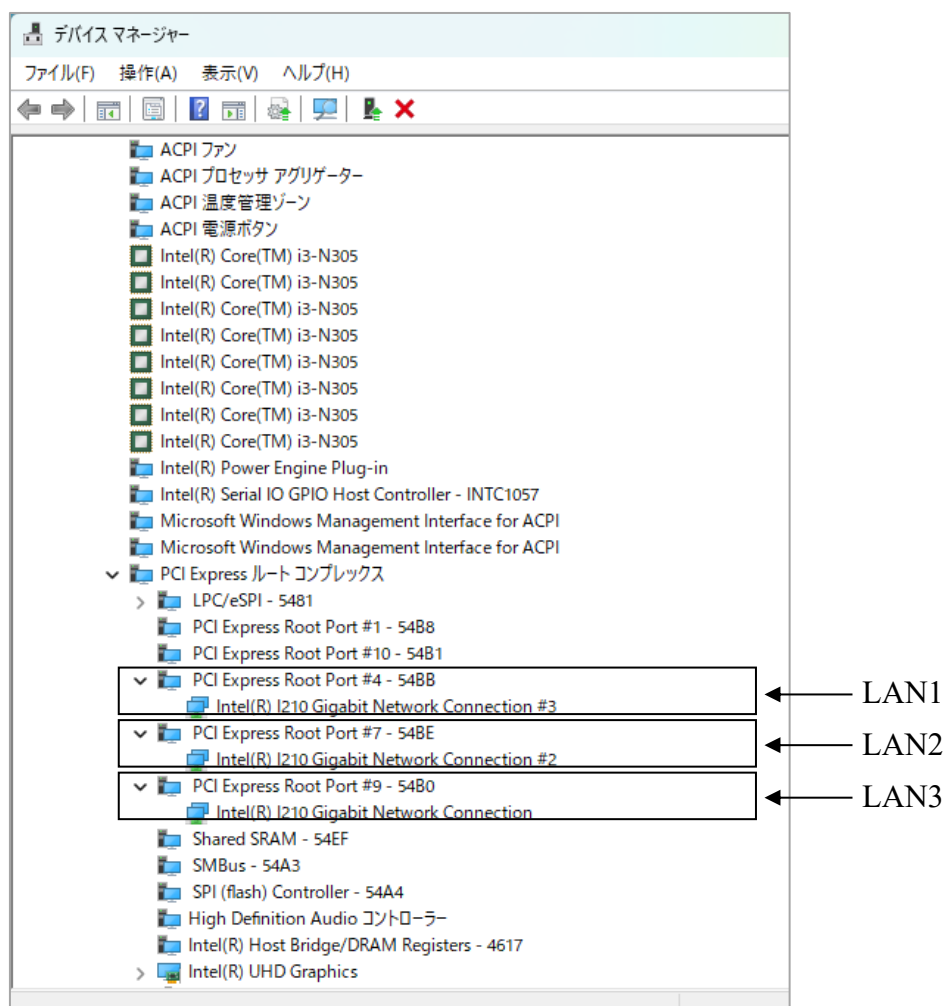 デバイス マネージャー
ファイル(F) 操作(A) 表示(V) ヘルプ(H)
ACPI ファン
ACPI プロセッサ アグリゲーター
ACPI 温度管理ゾーン
ACPI 電源ボタン
Intel(R) Core(TM) i3-N305
Intel(R) Core(TM) i3-N305
Intel(R) Core(TM) i3-N305
Intel(R) Core(TM) i3-N305
Intel(R) Core(TM) i3-N305
Intel(R) Core(TM) i3-N305
Intel(R) Core(TM) i3-N305
Intel(R) Core(TM) i3-N305
Intel(R) Power Engine Plug-in
Intel(R) Serial IO GPIO Host Controller - INTC1057
Microsoft Windows Management Interface for ACPI
Microsoft Windows Management Interface for ACPI
PCI Express ルート コンプレックス
LPC/eSPI - 5481
PCI Express Root Port #1 - 54B8
PCI Express Root Port #10 - 54B1
PCI Express Root Port #4 - 54BB
Intel(R) I210 Gigabit Network Connection #3
LAN1
PCI Express Root Port #7 - 54BE
Intel(R) I210 Gigabit Network Connection #2
LAN2
PCI Express Root Port #9 - 54B0
Intel(R) I210 Gigabit Network Connection
LAN3
Shared SRAM - 54EF
SMBus - 54A3
SPI (flash) Controller - 54A4
High Definition Audio コントローラー
Intel(R) Host Bridge/DRAM Registers - 4617
Intel(R) UHD Graphics